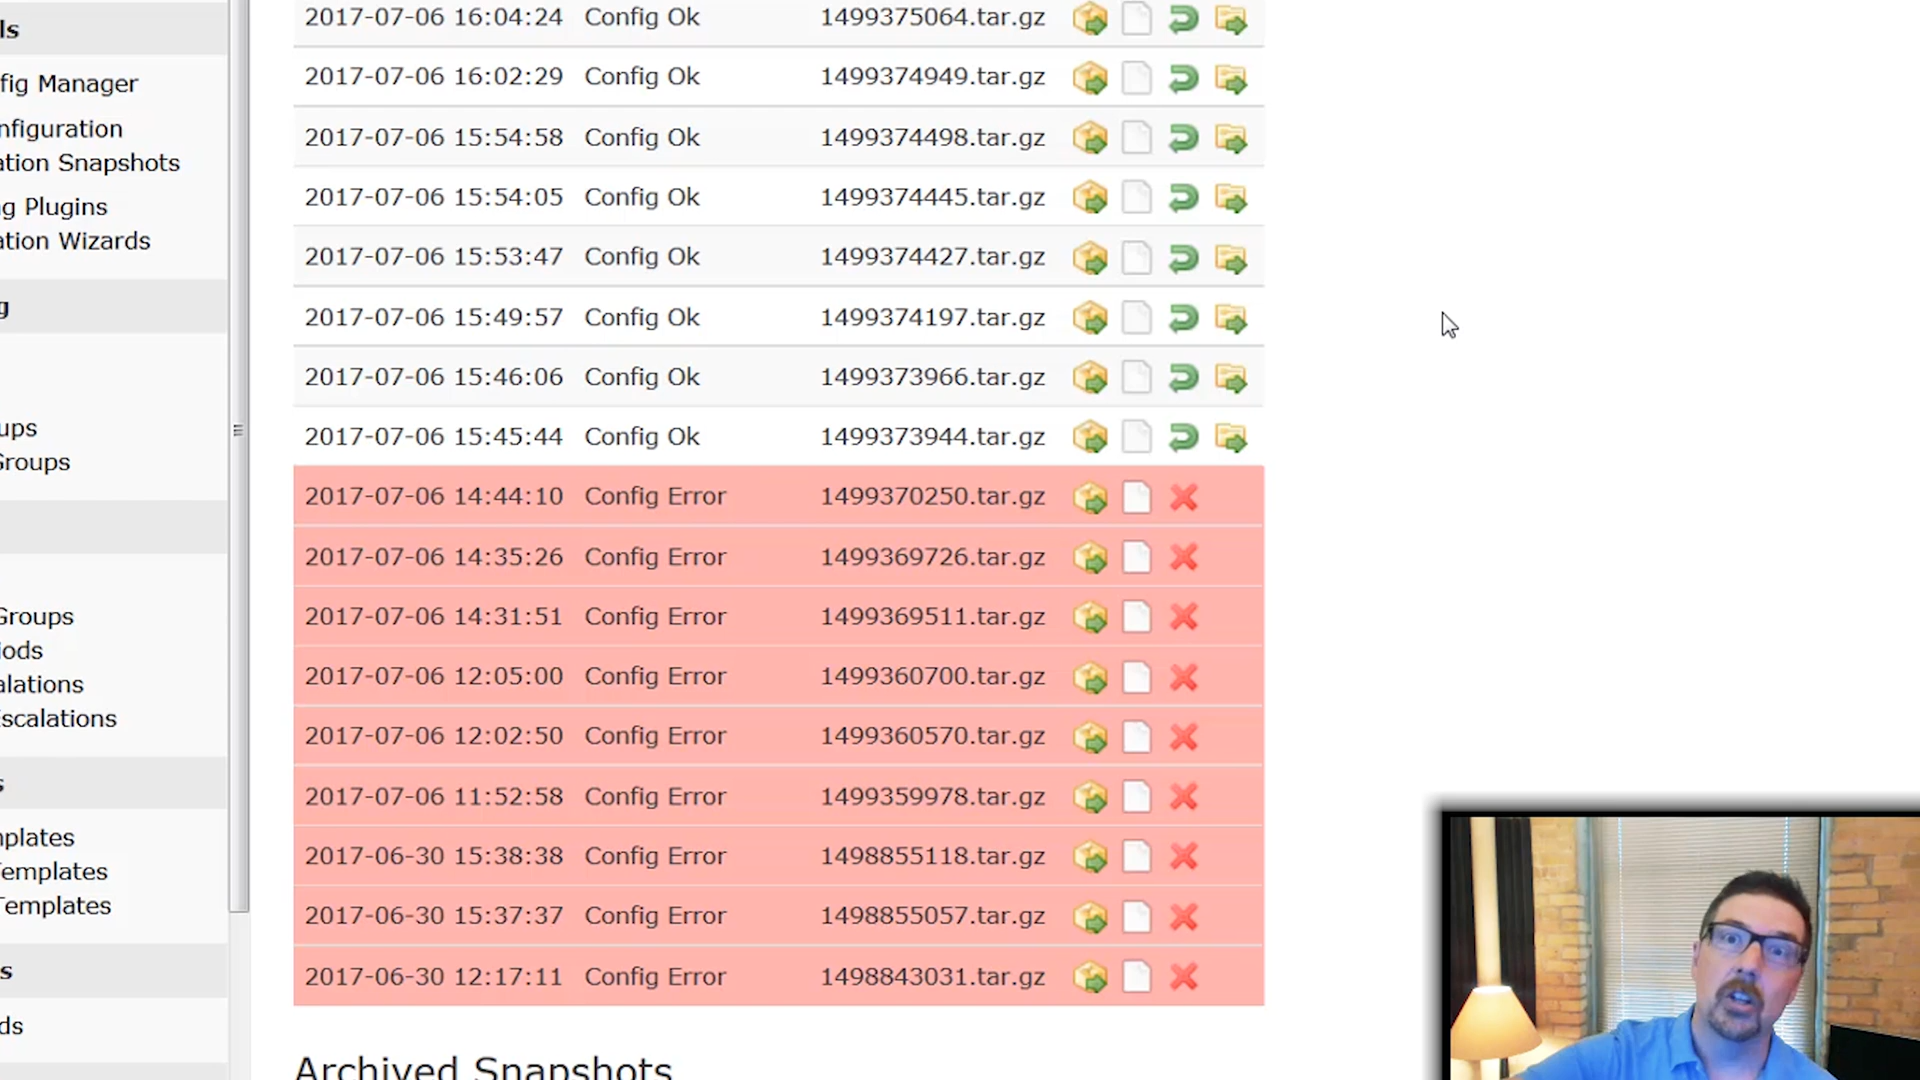 ls
fig Manager
nfiguration
ation Snapshots
g Plugins
ation Wizards
g
ups
Groups
Groups
iods
alations
Escalations
s
mplates
Templates
Templates
s
ds
2017-07-06 16:04:24 Config Ok 1499375064.tar.gz
2017-07-06 16:02:29 Config Ok 1499374949.tar.gz
2017-07-06 15:54:58 Config Ok 1499374498.tar.gz
2017-07-06 15:54:05 Config Ok 1499374445.tar.gz
2017-07-06 15:53:47 Config Ok 1499374427.tar.gz
2017-07-06 15:49:57 Config Ok 1499374197.tar.gz
2017-07-06 15:46:06 Config Ok 1499373966.tar.gz
2017-07-06 15:45:44 Config Ok 1499373944.tar.gz
2017-07-06 14:44:10 Config Error 1499370250.tar.gz
2017-07-06 14:35:26 Config Error 1499369726.tar.gz
2017-07-06 14:31:51 Config Error 1499369511.tar.gz
2017-07-06 12:05:00 Config Error 1499360700.tar.gz
2017-07-06 12:02:50 Config Error 1499360570.tar.gz
2017-07-06 11:52:58 Config Error 1499359978.tar.gz
2017-06-30 15:38:38 Config Error 1498855118.tar.gz
2017-06-30 15:37:37 Config Error 1498855057.tar.gz
2017-06-30 12:17:11 Config Error 1498843031.tar.gz
Archived Snapshots